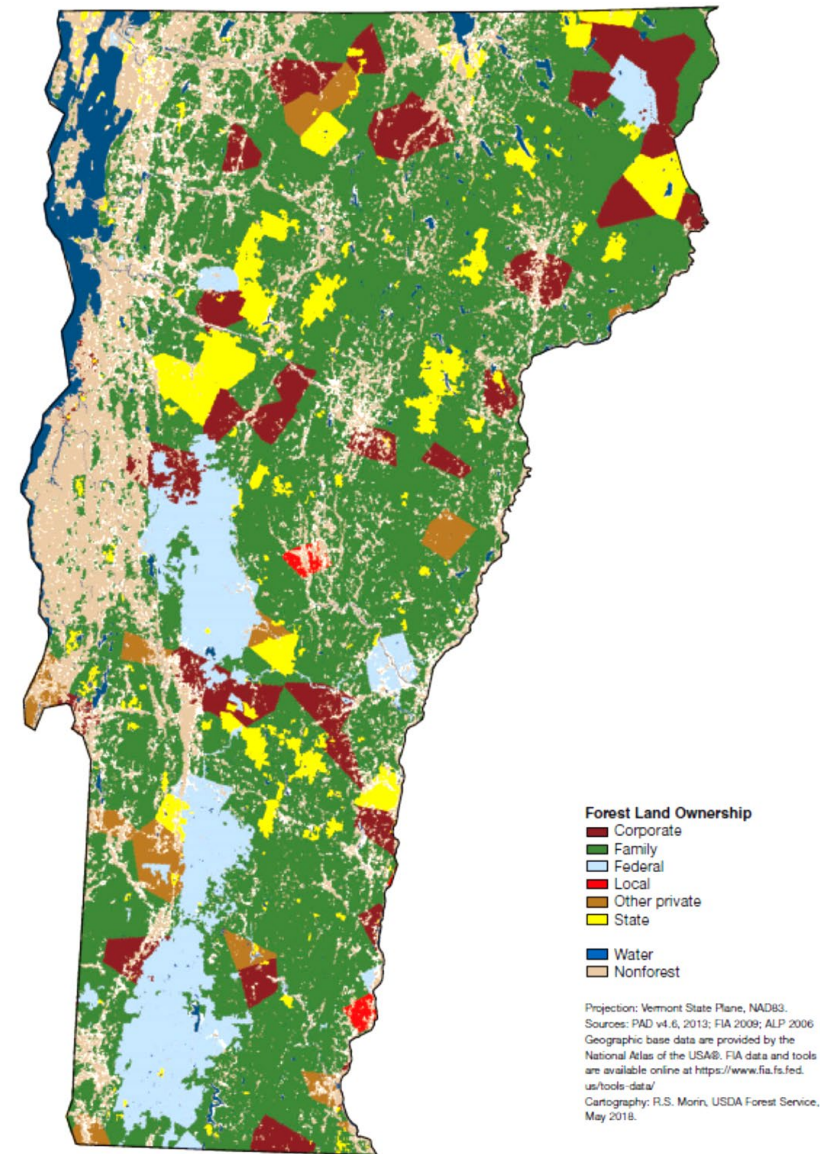 Forest Land Ownership
Corporate
Family
Federal
Local
Other private
State
Water
Nonforest
Projection: Vermont State Plane, NAD83.
Sources: PAD v4.6, 2013; FIA 2009; ALP 2006
Geographic base data are provided by the
National Atlas of the USA®. FIA data and tools
are available online at https://www.fia.fs.fed.
us/tools-data/
Cartography: R.S. Morin, USDA Forest Service,
May 2018.